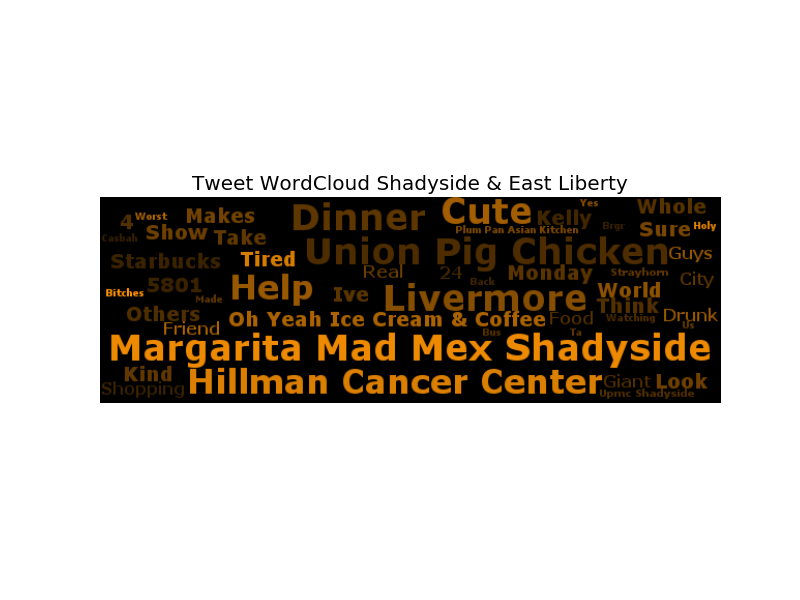 Tweet WordCloud Shadyside & East Liberty
4 Worst Makes Dinner Cute Yes Kelly Whole
Casbah Show Take Plum Pan Asian Kitchen Brgr Sure Holy
Starbucks Tired Union Pig Chicken Guys
Real 24 Back Monday Strayhorn City
Bitches 5801 Made Help Ive Livermore World
Others Friend Oh Yeah Ice Cream & Coffee Food Think Watching Drunk
Bus Ta Us
Margarita Mad Mex Shadyside
Kind Shopping Hillman Cancer Center Giant Look
Upmc Shadyside